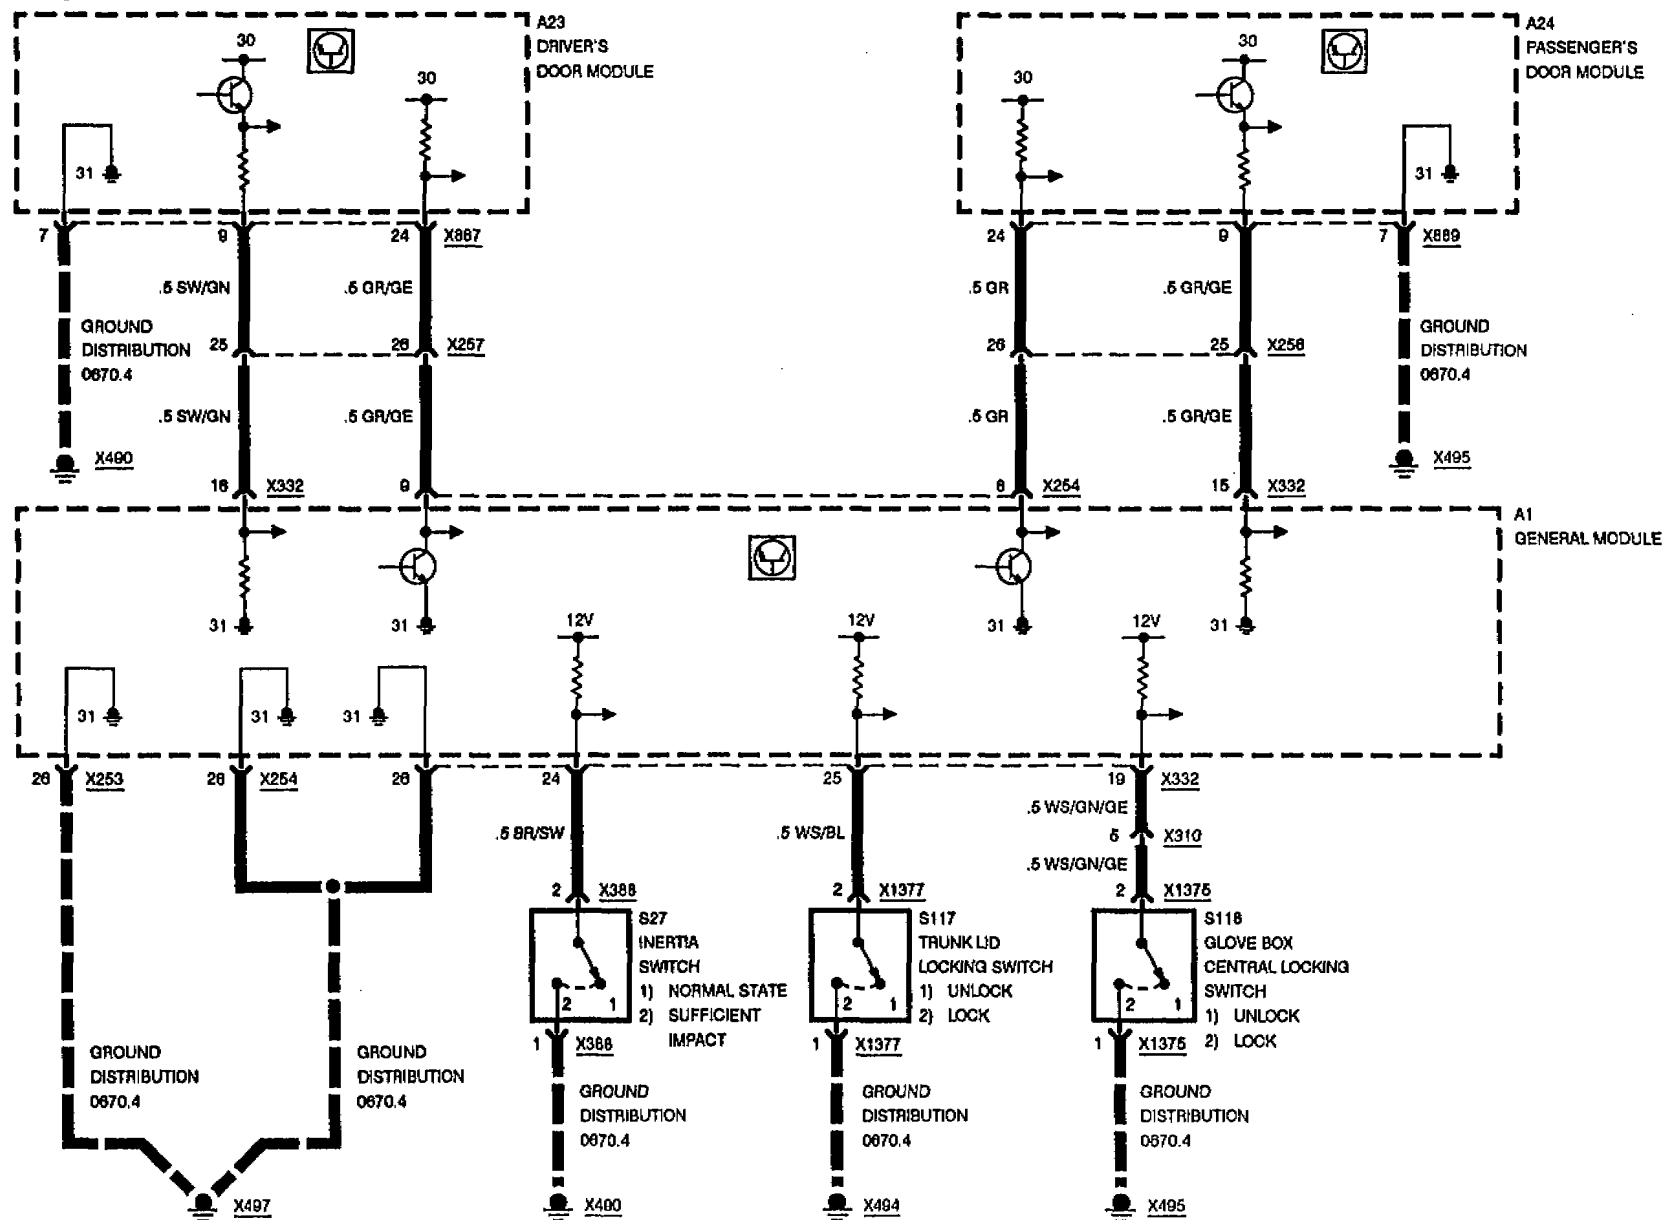 A23
DRIVER'S
DOOR MODULE
30
30
31
A24
PASSENGER'S
DOOR MODULE
30
30
31
7
9
24
X887
24
9
7
X889
.5 SW/GN
.5 GR/GE
.5 GR
.5 GR/GE
GROUND
DISTRIBUTION
0670.4
GROUND
DISTRIBUTION
0670.4
25
26
X257
26
25
X258
.5 SW/GN
.5 GR/GE
.5 GR
.5 GR/GE
X490
X495
16
X332
9
6
X254
15
X332
A1
GENERAL MODULE
31
31
31
31
12V
12V
12V
31
31
31
26
X253
26
X254
26
24
25
19
X332
.5 BR/SW
.5 WS/BL
.5 WS/GN/GE
5
X310
.5 WS/GN/GE
2
X388
2
X1377
2
X1375
S27
INERTIA
SWITCH
1) NORMAL STATE
2) SUFFICIENT
IMPACT
2
1
S117
TRUNK LID
LOCKING SWITCH
1) UNLOCK
2) LOCK
2
1
S118
GLOVE BOX
CENTRAL LOCKING
SWITCH
1) UNLOCK
2) LOCK
2
1
1
X388
1
X1377
1
X1375
GROUND
DISTRIBUTION
0670.4
GROUND
DISTRIBUTION
0670.4
GROUND
DISTRIBUTION
0670.4
GROUND
DISTRIBUTION
0670.4
GROUND
DISTRIBUTION
0670.4
X497
X490
X494
X495